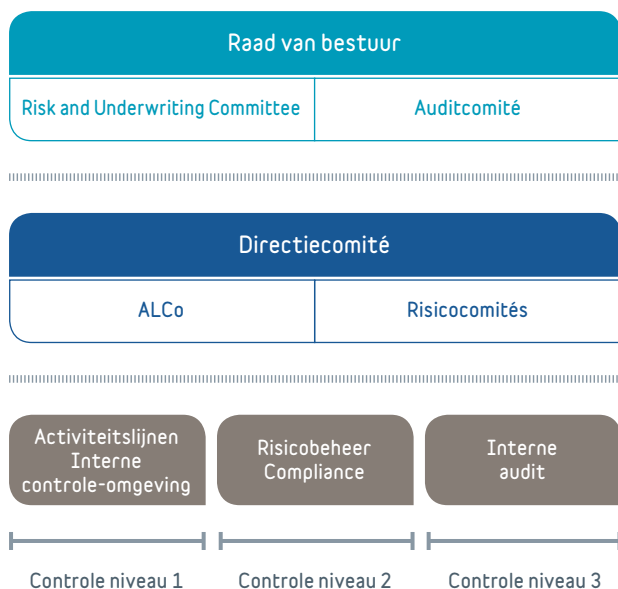 Raad van bestuur
Risk and Underwriting Committee
Auditcomité
Directiecomité
ALCo
Risicocomités
Activiteitslijnen
Interne
controle-omgeving
Risicobeheer
Compliance
Interne
audit
Controle niveau 1
Controle niveau 2
Controle niveau 3